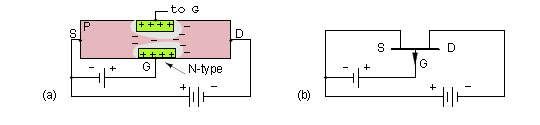 to G
P
+ + + +
S
D
+ + + +
G
N-type
- +
+ -
(a)
S D
G
- +
+ -
(b)